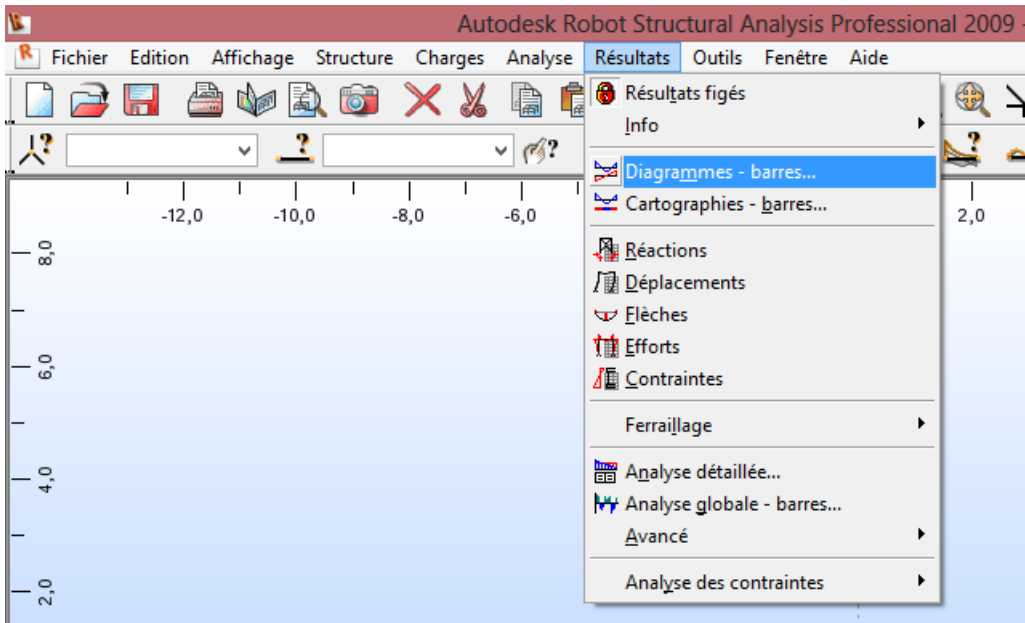 Autodesk Robot Structural Analysis Professional 2009 -
Fichier Edition Affichage Structure Charges Analyse Résultats Outils Fenêtre Aide
Résultats figés
Info
Diagrammes - barres...
Cartographies - barres...
Réactions
Déplacements
Flèches
Efforts
Contraintes
Ferraillage
Analyse détaillée...
Analyse globale - barres...
Avancé
Analyse des contraintes
-12,0 -10,0 -8,0 -6,0 2,0
8,0
6,0
4,0
2,0